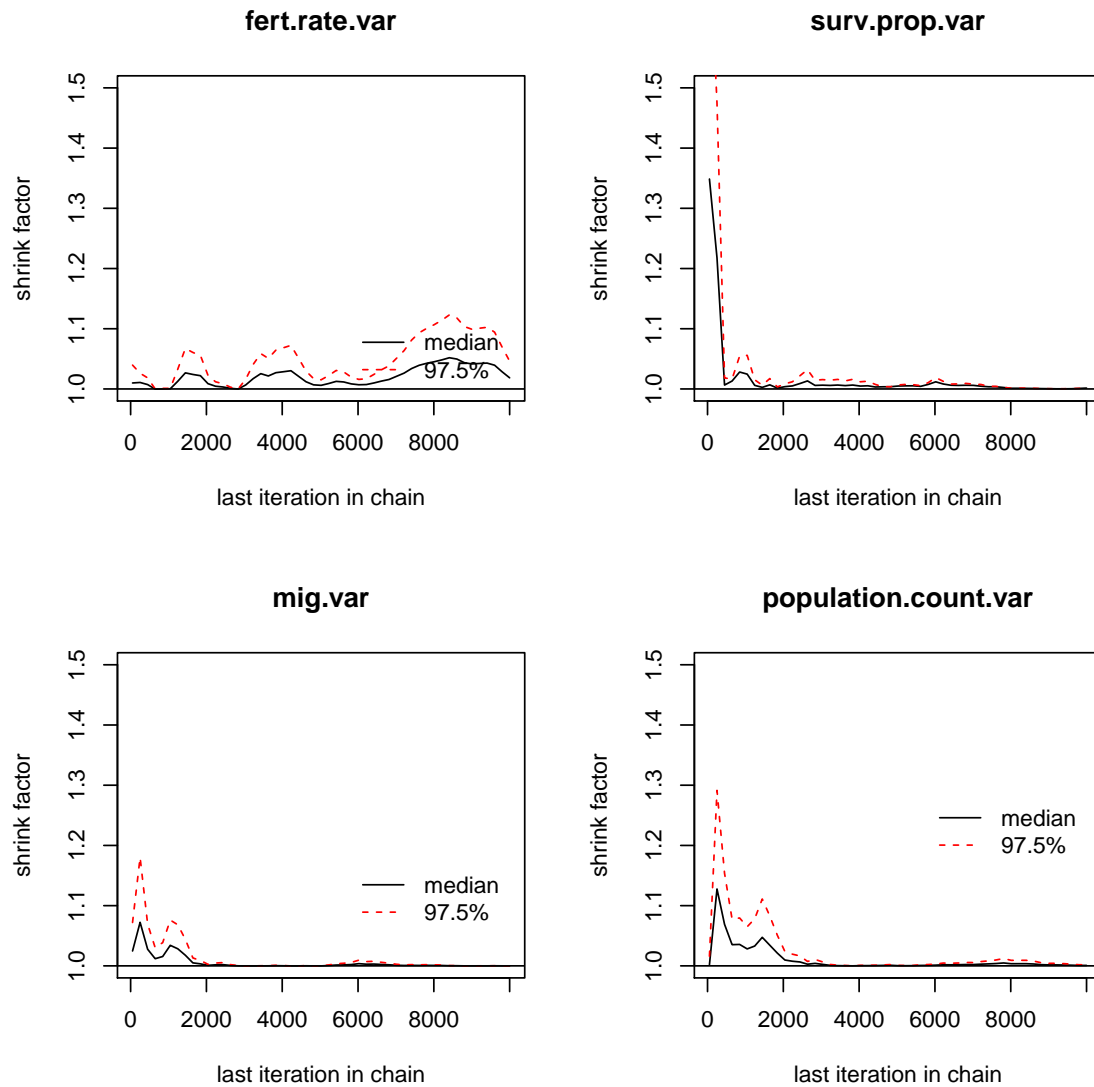 fert.rate.var
shrink factor
1.5
1.4
1.3
1.2
1.1
1.0
median
97.5%
0 2000 4000 6000 8000
last iteration in chain
surv.prop.var
shrink factor
1.5
1.4
1.3
1.2
1.1
1.0
0 2000 4000 6000 8000
last iteration in chain
mig.var
shrink factor
1.5
1.4
1.3
1.2
1.1
1.0
median
97.5%
0 2000 4000 6000 8000
last iteration in chain
population.count.var
shrink factor
1.5
1.4
1.3
1.2
1.1
1.0
median
97.5%
0 2000 4000 6000 8000
last iteration in chain